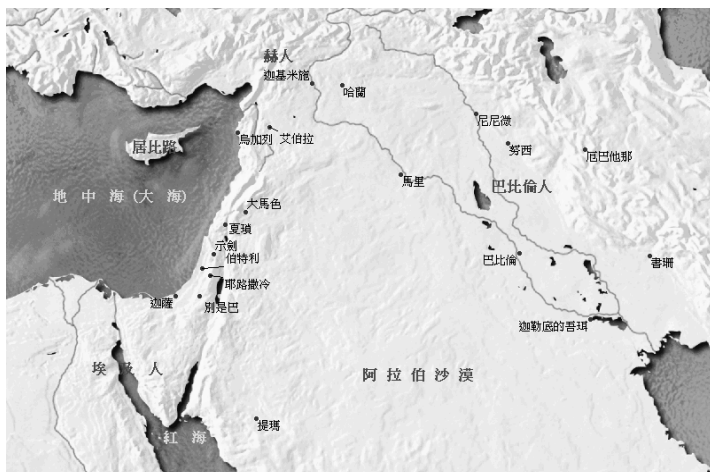 赫人
迦基米施
哈蘭
尼尼微
烏加列
艾伯拉
努西
厄巴他那
居比路
馬里
巴比倫人
地中海(大海)
大馬色
夏瑣
示劍
伯特利
巴比倫
書珊
耶路撒冷
迦薩
別是巴
迦勒底的吾珥
埃及人
阿拉伯沙漠
提瑪
紅海